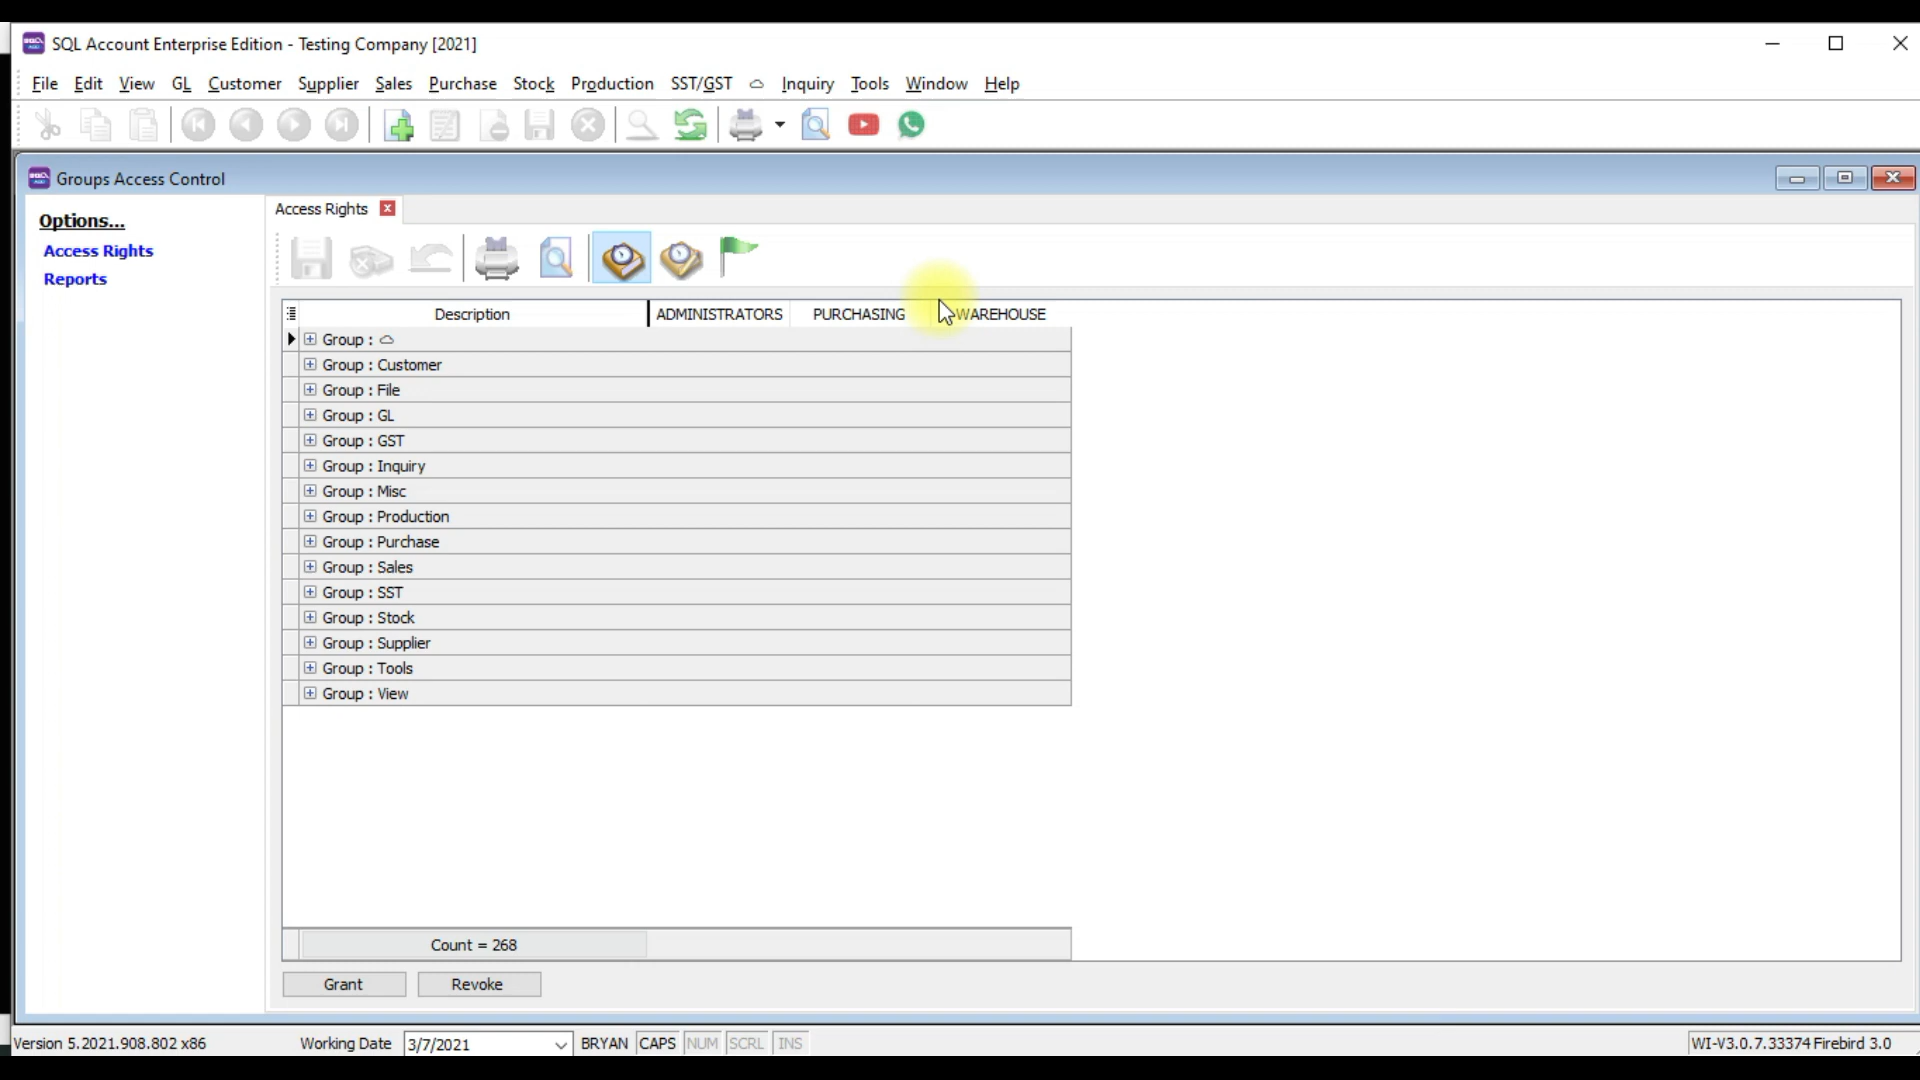 SQL Account Enterprise Edition - Testing Company [2021]
File Edit View GL Customer Supplier Sales Purchase Stock Production SST/GST Inquiry Tools Window Help
Groups Access Control
Options...
Access Rights
Reports
Access Rights
Description ADMINISTRATORS PURCHASING WAREHOUSE
Group :
Group : Customer
Group : File
Group : GL
Group : GST
Group : Inquiry
Group : Misc
Group : Production
Group : Purchase
Group : Sales
Group : SST
Group : Stock
Group : Supplier
Group : Tools
Group : View
Count = 268
Grant Revoke
Version 5.2021.908.802 x86 Working Date 3/7/2021 BRYAN CAPS NUM SCRL INS WI-V3.0.7.33374 Firebird 3.0